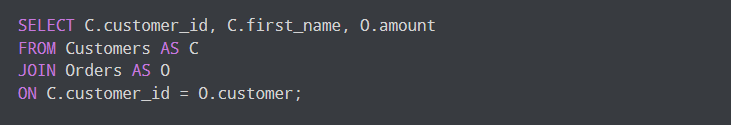 SELECT C.customer_id, C.first_name, O.amount
FROM Customers AS C
JOIN Orders AS O
ON C.customer_id = O.customer;